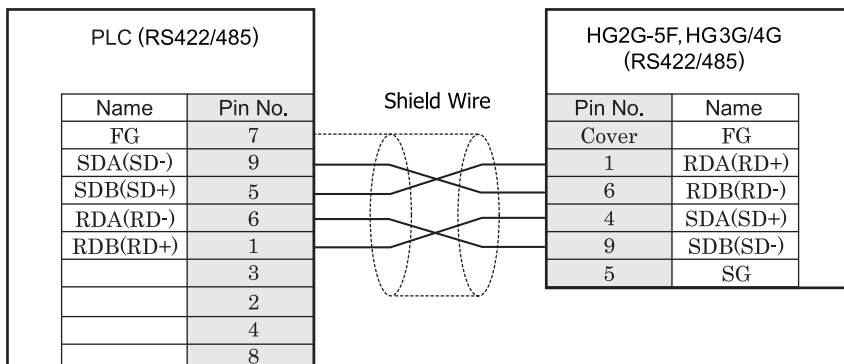 PLC (RS422/485)
Name Pin No.
FG 7
SDA(SD-) 9
SDB(SD+) 5
RDA(RD-) 6
RDB(RD+) 1
3
2
4
8
Shield Wire
HG2G-5F, HG3G/4G
(RS422/485)
Pin No. Name
Cover FG
1 RDA(RD+)
6 RDB(RD-)
4 SDA(SD+)
9 SDB(SD-)
5 SG